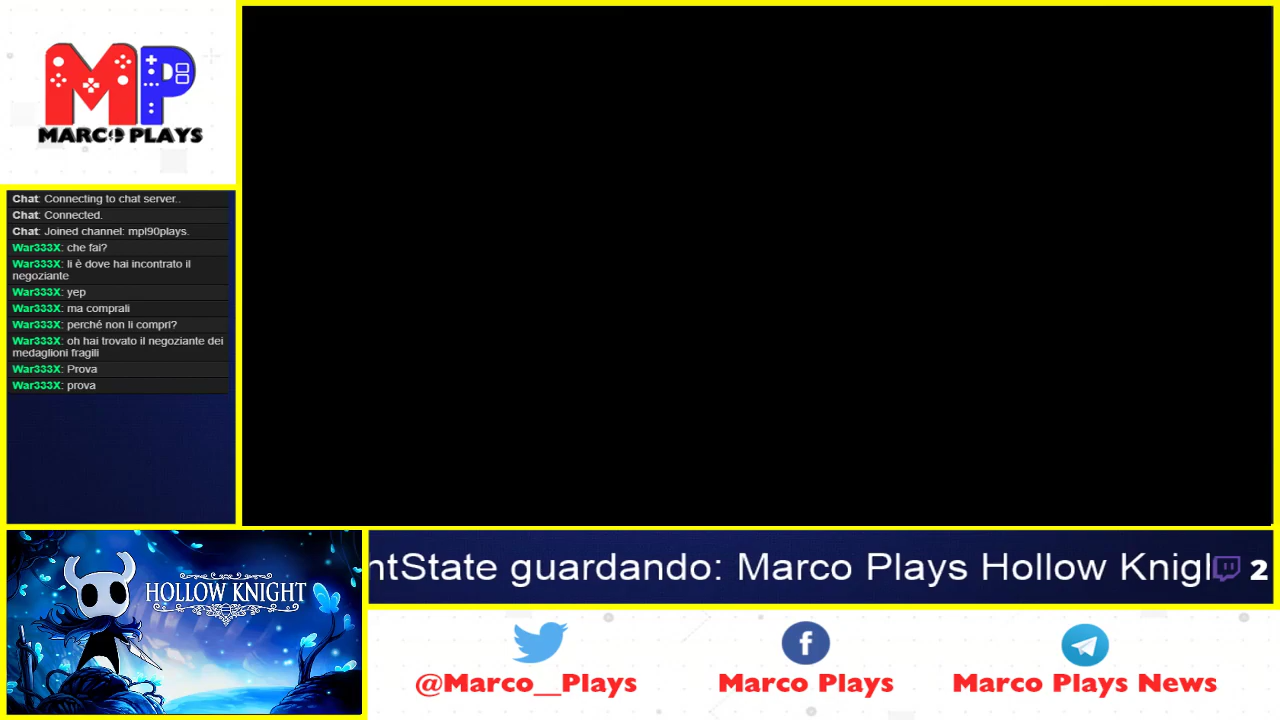 MP
MARCO PLAYS
Chat: Connecting to chat server..
Chat: Connected.
Chat: Joined channel: mpl90plays.
War333X: che fai?
War333X: li è dove hai incontrato il
negoziante
War333X: yep
War333X: ma comprali
War333X: perché non li compri?
War333X: oh hai trovato il negoziante dei
medaglioni fragili
War333X: Prova
War333X: prova
HOLLOW KNIGHT
ntState guardando: Marco Plays Hollow Knigl 2
@Marco__Plays
Marco Plays
Marco Plays News